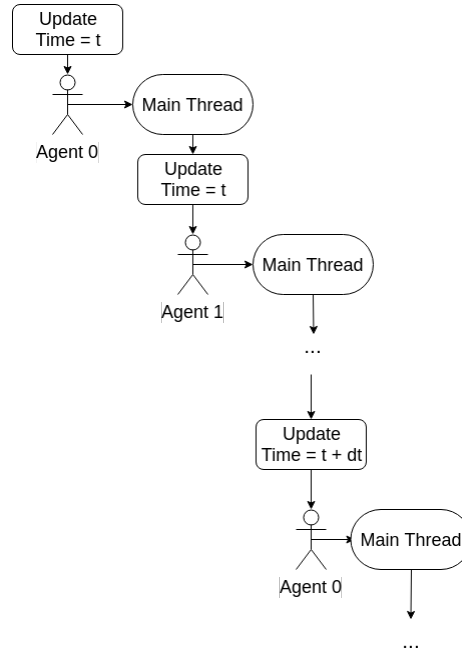 Update
Time = t
Main Thread
Agent 0
Update
Time = t
Main Thread
Agent 1
...
Update
Time = t + dt
Main Thread
Agent 0
...